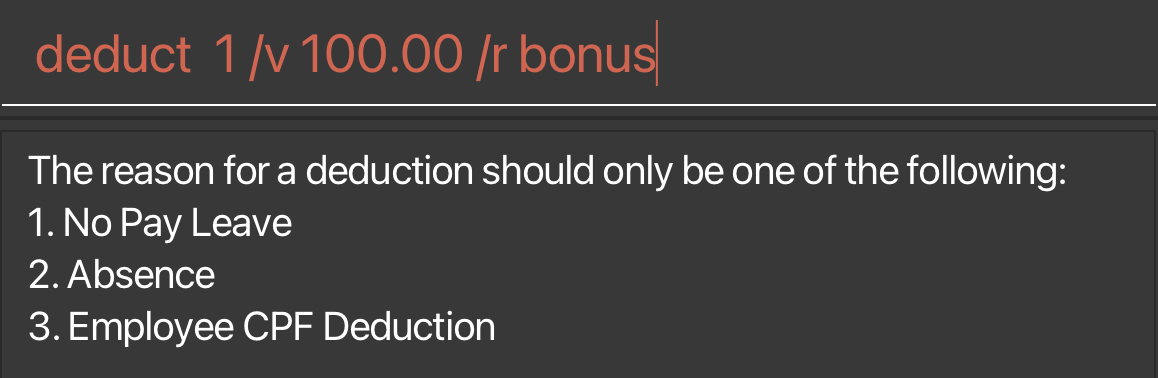 deduct  1 /v 100.00 /r bonus
The reason for a deduction should only be one of the following:
1. No Pay Leave
2. Absence
3. Employee CPF Deduction